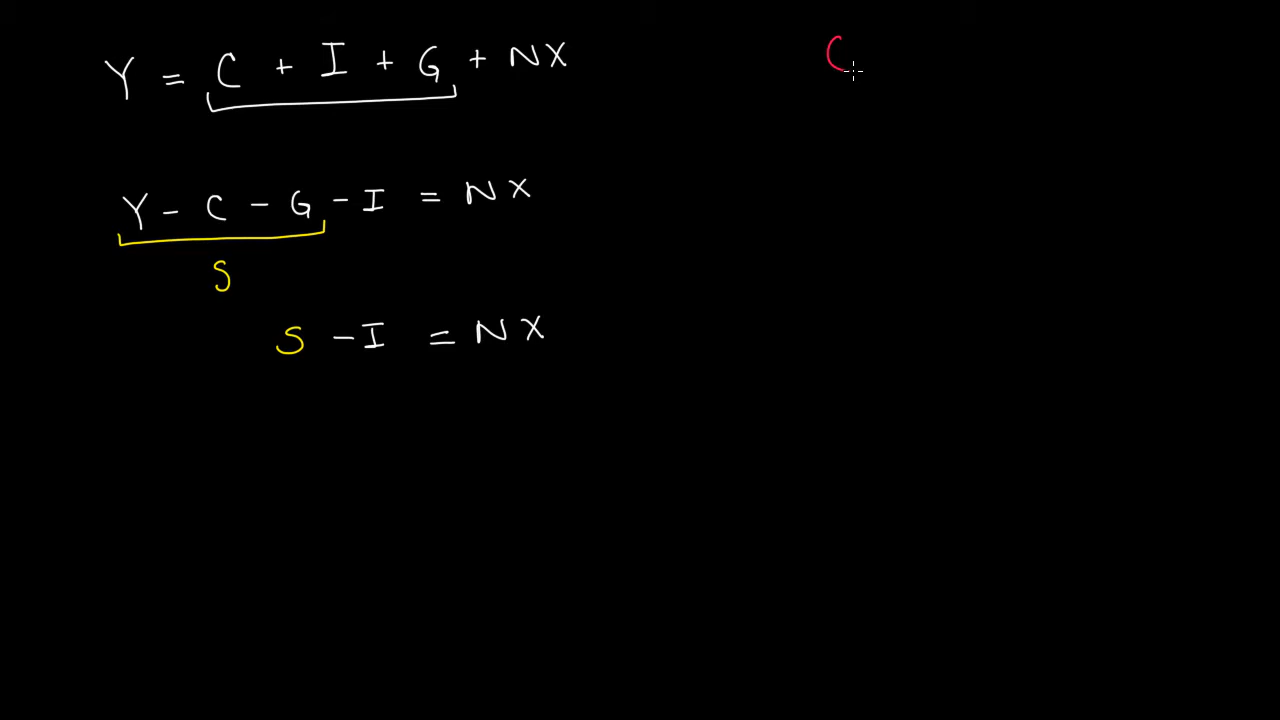 Y = C + I + G + NX
C
Y - C - G - I = NX
S
S - I = NX